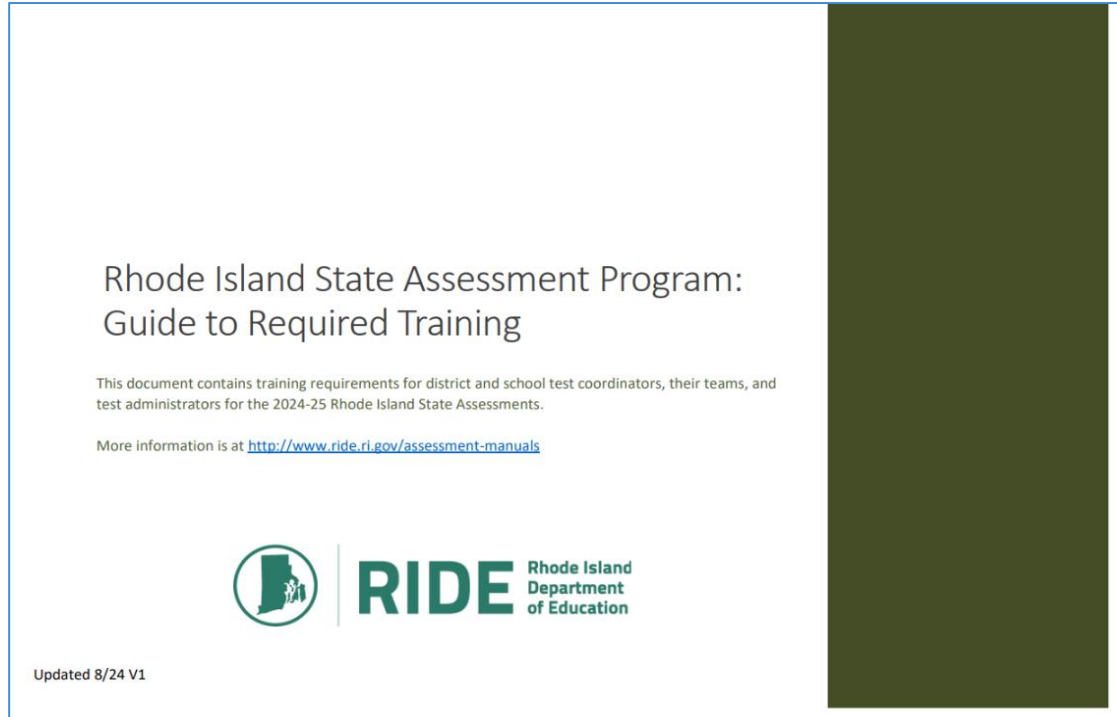 Rhode Island State Assessment Program:
Guide to Required Training
This document contains training requirements for district and school test coordinators, their teams, and
test administrators for the 2024-25 Rhode Island State Assessments.
More information is at http://www.ride.ri.gov/assessment-manuals
RIDE
Rhode Island
Department
of Education
Updated 8/24 V1